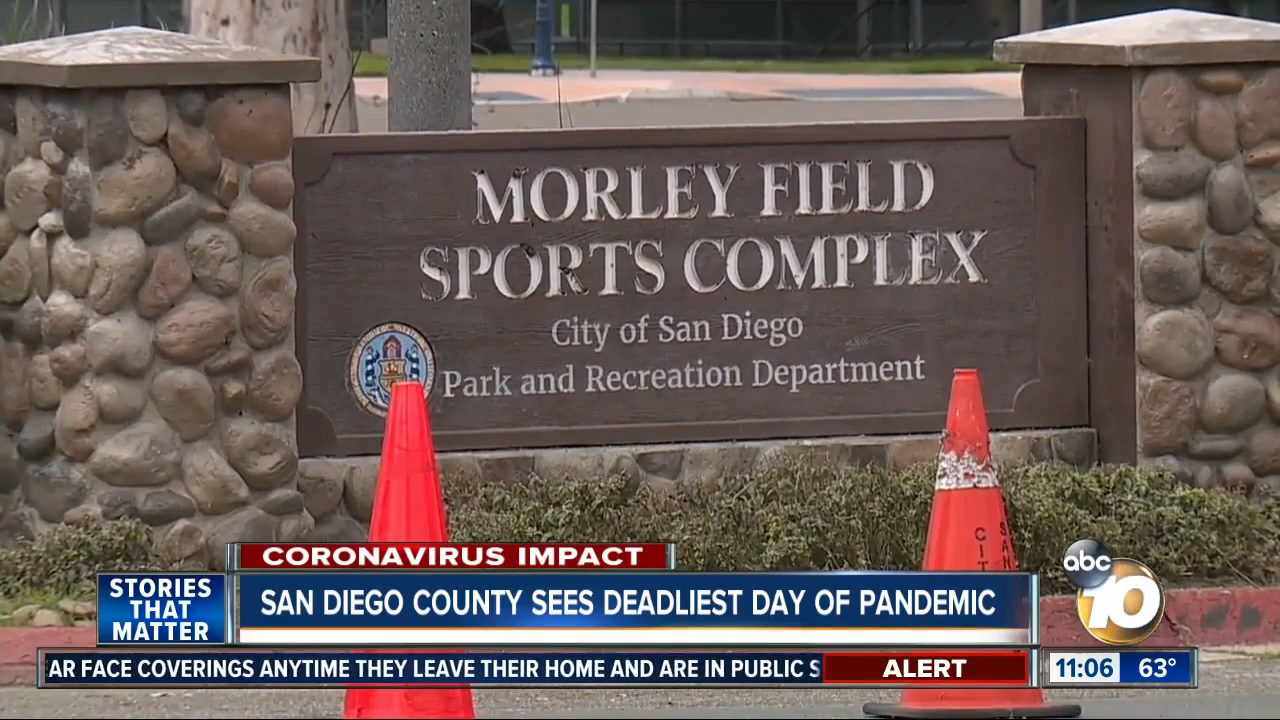 MORLEY FIELD
SPORTS COMPLEX
City of San Diego
Park and Recreation Department
CIT
SAN
CORONAVIRUS IMPACT
STORIES
THAT
MATTER
SAN DIEGO COUNTY SEES DEADLIEST DAY OF PANDEMIC
abc
10
AR FACE COVERINGS ANYTIME THEY LEAVE THEIR HOME AND ARE IN PUBLIC S
ALERT
11:06
63°